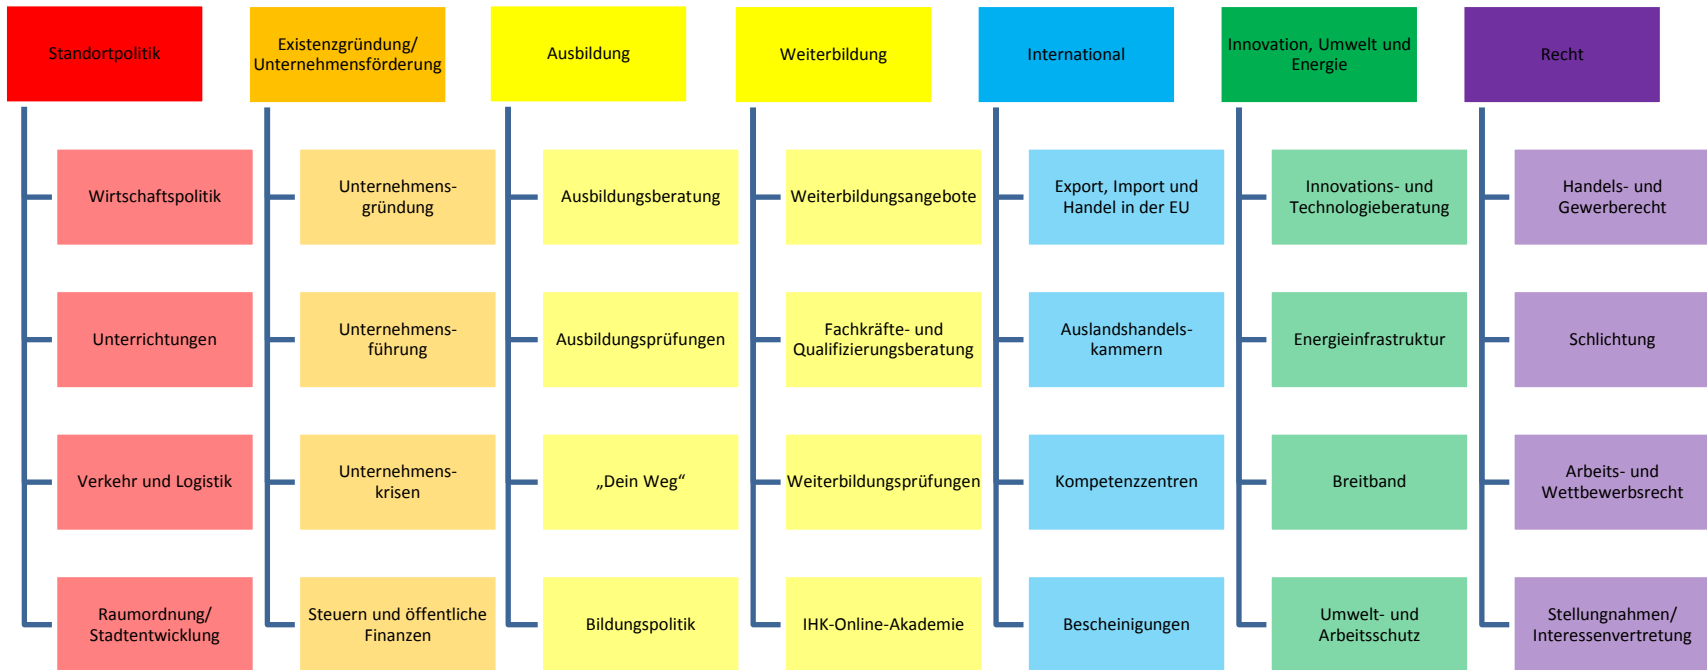 Standortpolitik
Wirtschaftspolitik
Unterrichtungen
Verkehr und Logistik
Raumordnung/
Stadtentwicklung
Existenzgründung/
Unternehmensförderung
Unternehmens-
gründung
Unternehmens-
führung
Unternehmens-
krisen
Steuern und öffentliche
Finanzen
Ausbildung
Ausbildungsberatung
Ausbildungsprüfungen
„Dein Weg“
Bildungspolitik
Weiterbildung
Weiterbildungsangebote
Fachkräfte- und
Qualifizierungsberatung
Weiterbildungsprüfungen
IHK-Online-Akademie
International
Export, Import und
Handel in der EU
Auslandshandels-
kammern
Kompetenzzentren
Bescheinigungen
Innovation, Umwelt und
Energie
Innovations- und
Technologieberatung
Energieinfrastruktur
Breitband
Umwelt- und
Arbeitsschutz
Recht
Handels- und
Gewerberecht
Schlichtung
Arbeits- und
Wettbewerbsrecht
Stellungnahmen/
Interessenvertretung